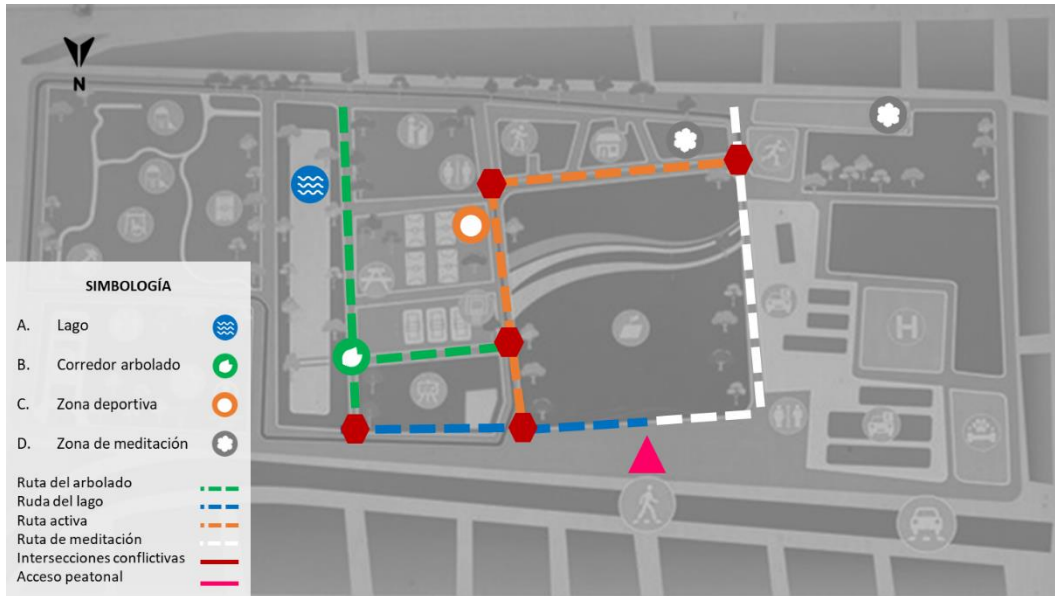 N
SIMBOLOGÍA
A. Lago
B. Corredor arbolado
C. Zona deportiva
D. Zona de meditación
Ruta del arbolado
Ruda del lago
Ruta activa
Ruta de meditación
Intersecciones conflictivas
Acceso peatonal
H